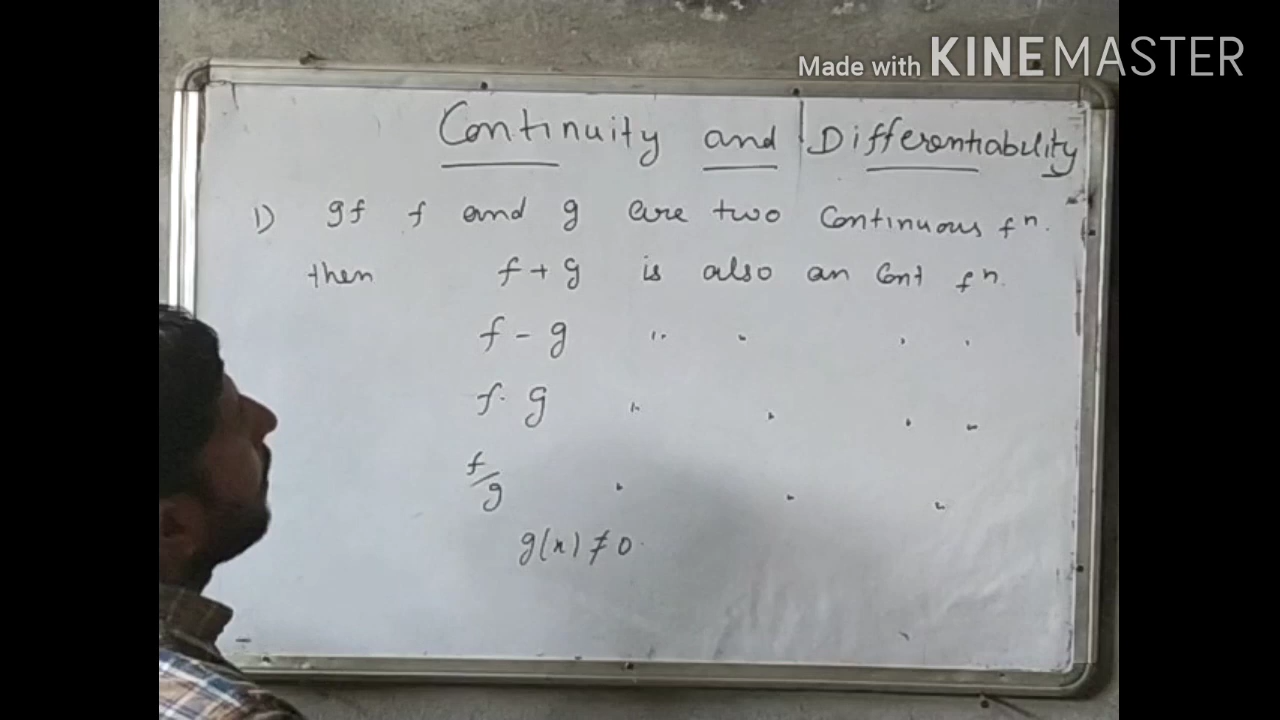 Made with KINEMASTER
Continuity and Differentiability
1) If f and g are two Continuous fⁿ.
then f + g is also an Cont fⁿ.
f - g " " " "
f. g " " " "
f/g " " "
g(x) ≠ 0.